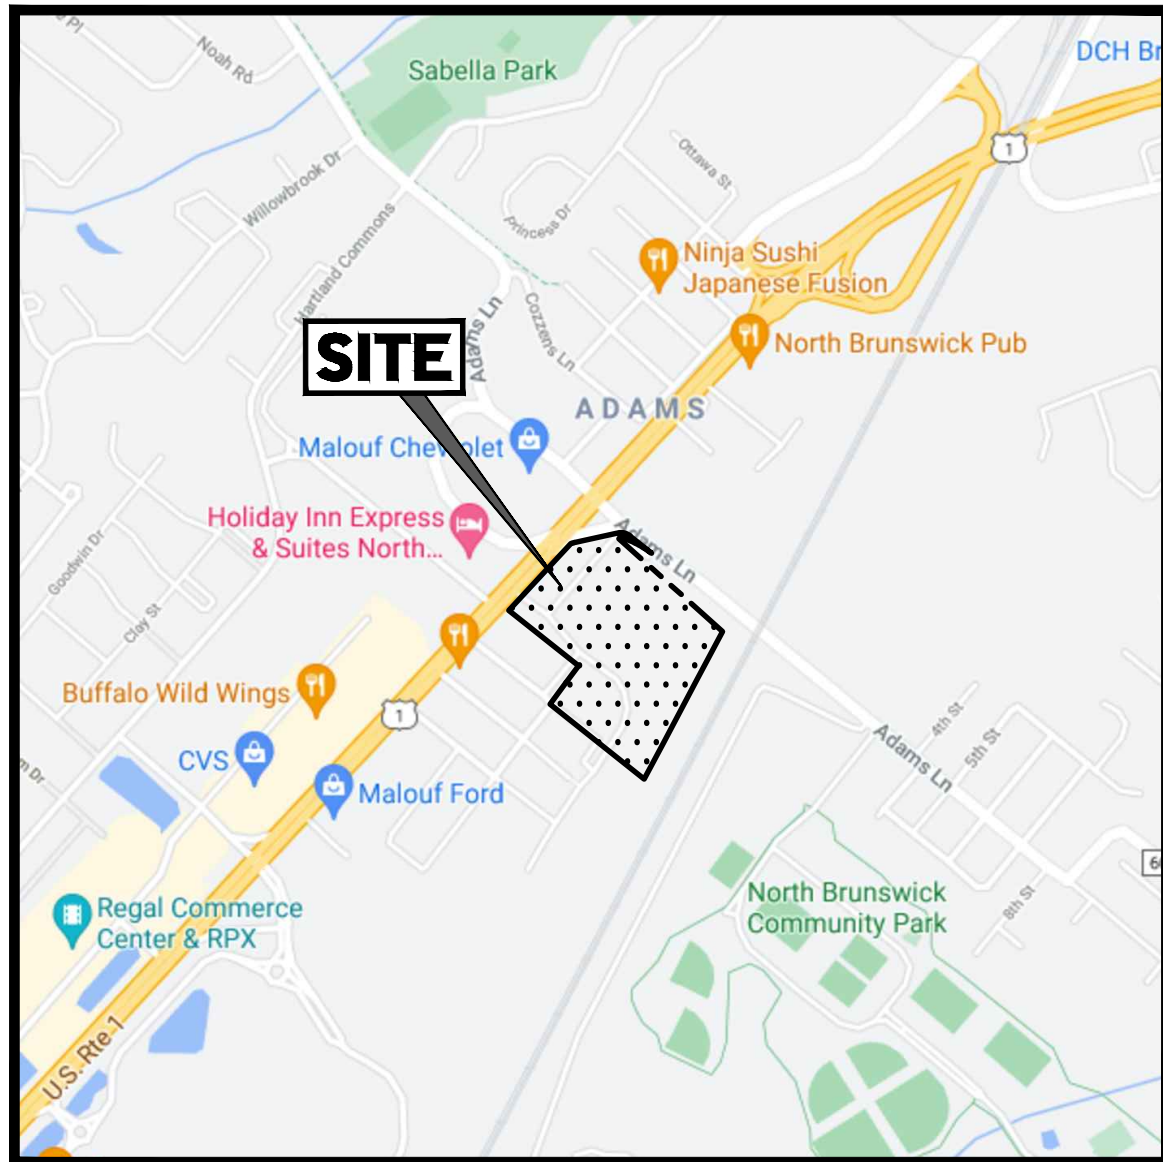 Noah Rd
Sabella Park
DCH Br
1
Ottawa St
Willowbrook Dr
Princess Dr
Hartland Commons
Ninja Sushi
Japanese Fusion
Adams Ln
Cozzens Ln
North Brunswick Pub
SITE
ADAMS
Malouf Chevrolet
Holiday Inn Express
& Suites North...
Adams Ln
Goodwin Dr
Clay St
Buffalo Wild Wings
1
4th St
5th St
Adams Ln
CVS
Malouf Ford
8th St
North Brunswick
Community Park
Regal Commerce
Center & RPX
U.S. Rte 1